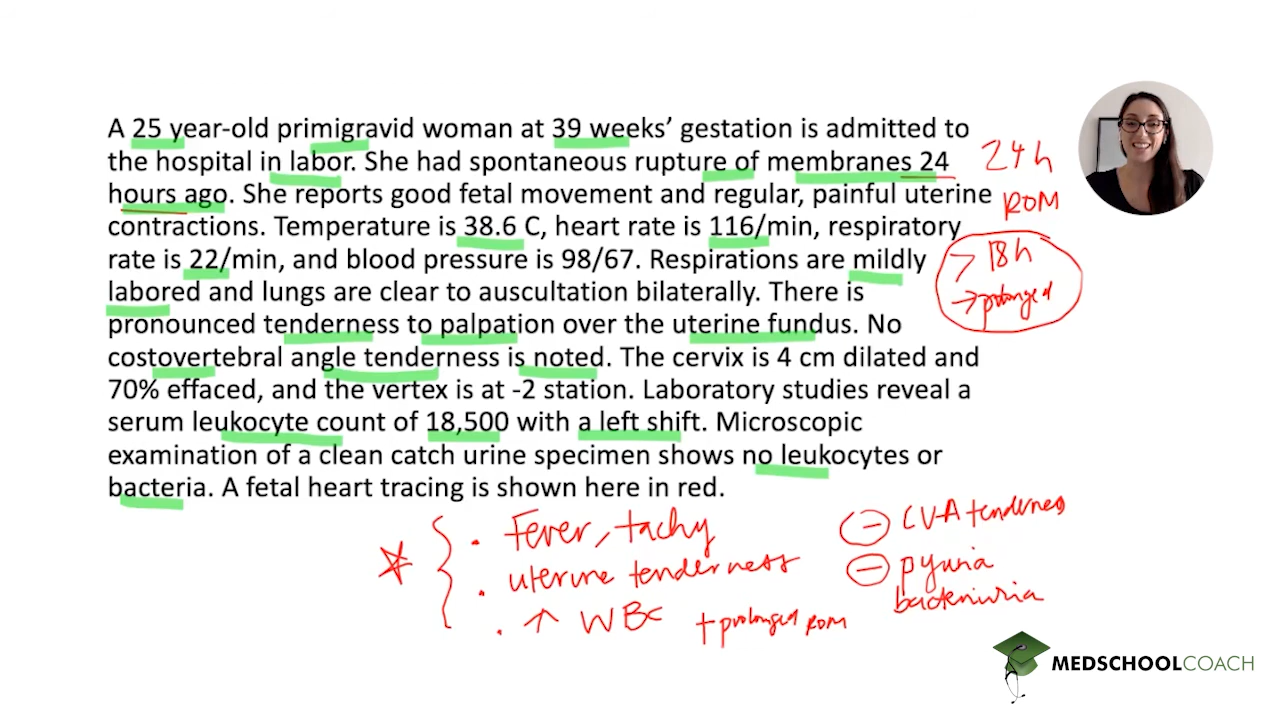 A 25 year-old primigravid woman at 39 weeks’ gestation is admitted to
the hospital in labor. She had spontaneous rupture of membranes 24
hours ago. She reports good fetal movement and regular, painful uterine
contractions. Temperature is 38.6 C, heart rate is 116/min, respiratory
rate is 22/min, and blood pressure is 98/67. Respirations are mildly
labored and lungs are clear to auscultation bilaterally. There is
pronounced tenderness to palpation over the uterine fundus. No
costovertebral angle tenderness is noted. The cervix is 4 cm dilated and
70% effaced, and the vertex is at -2 station. Laboratory studies reveal a
serum leukocyte count of 18,500 with a left shift. Microscopic
examination of a clean catch urine specimen shows no leukocytes or
bacteria. A fetal heart tracing is shown here in red.
24h
ROM
> 18h
→ prolonged
• Fever, tachy
• uterine tenderness
• ↑ WBC + prolonged ROM
⊖ CVA tenderness
⊖ pyuria
bacteriuria
MEDSCHOOLCOACH